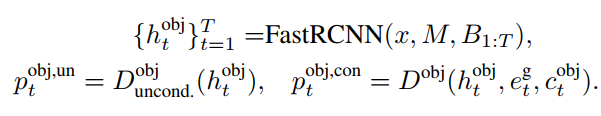 {h_t^obj}_{t=1}^T =FastRCNN(x, M, B_{1:T}),
p_t^{obj,un} = D_{uncond.}^{obj}(h_t^{obj}), p_t^{obj,con} = D^{obj}(h_t^{obj}, e_t^g, c_t^{obj}).